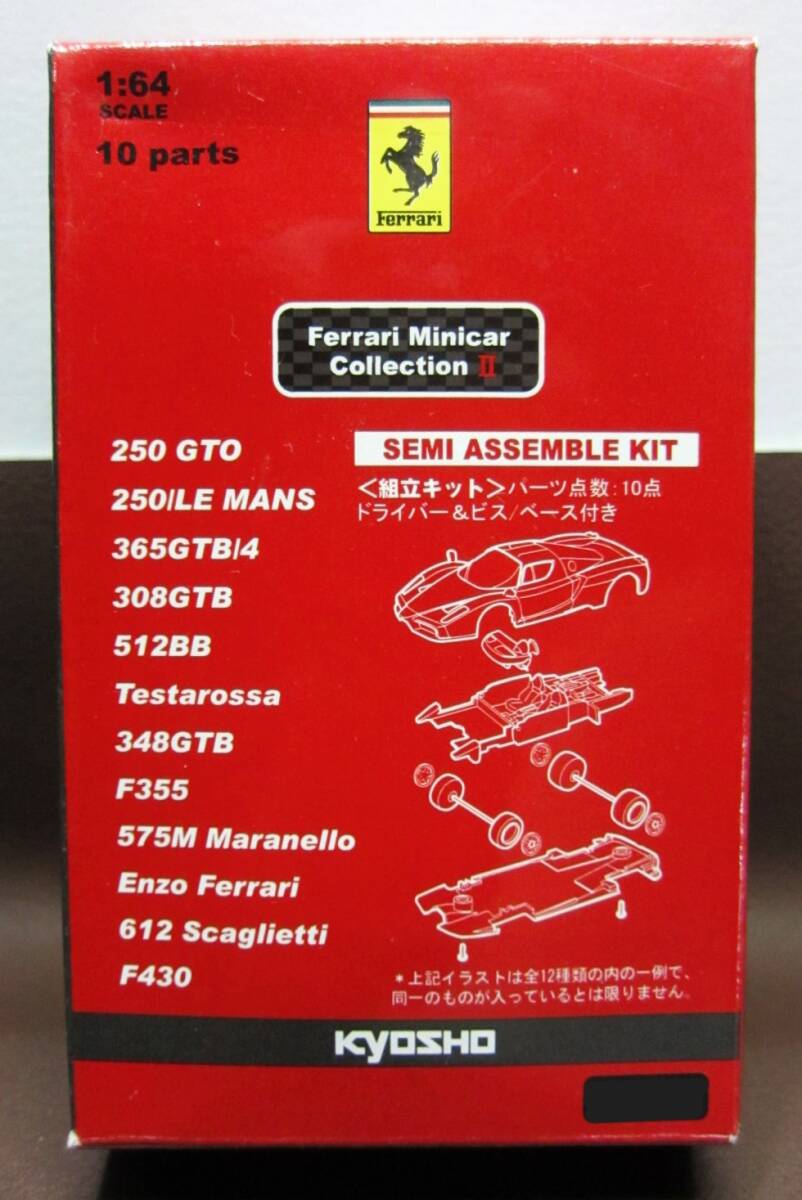 1:64
SCALE
10 parts
Ferrari
Ferrari Minicar
Collection II
250 GTO
250/LE MANS
365GTB/4
308GTB
512BB
Testarossa
348GTB
F355
575M Maranello
Enzo Ferrari
612 Scaglietti
F430
SEMI ASSEMBLE KIT
<組立キット>パーツ点数:10点
ドライバー&ビス/ベース付き
*上記イラストは全12種類の内の一例で、
同一のものが入っているとは限りません。
KYOSHO